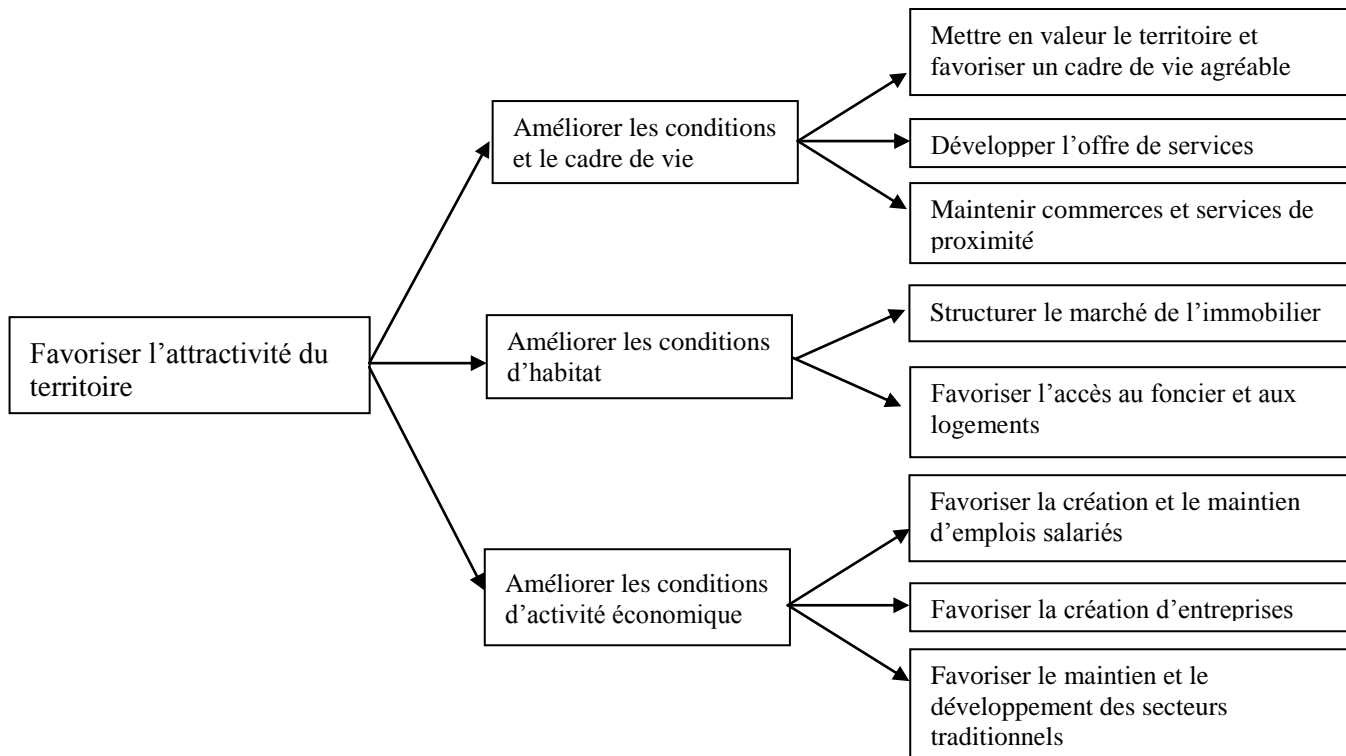 Mettre en valeur le territoire et
favoriser un cadre de vie agréable
Améliorer les conditions
et le cadre de vie
Développer l’offre de services
Maintenir commerces et services de
proximité
Favoriser l’attractivité du
territoire
Améliorer les conditions
d’habitat
Structurer le marché de l’immobilier
Favoriser l’accès au foncier et aux
logements
Améliorer les conditions
d’activité économique
Favoriser la création et le maintien
d’emplois salariés
Favoriser la création d’entreprises
Favoriser le maintien et le
développement des secteurs
traditionnels